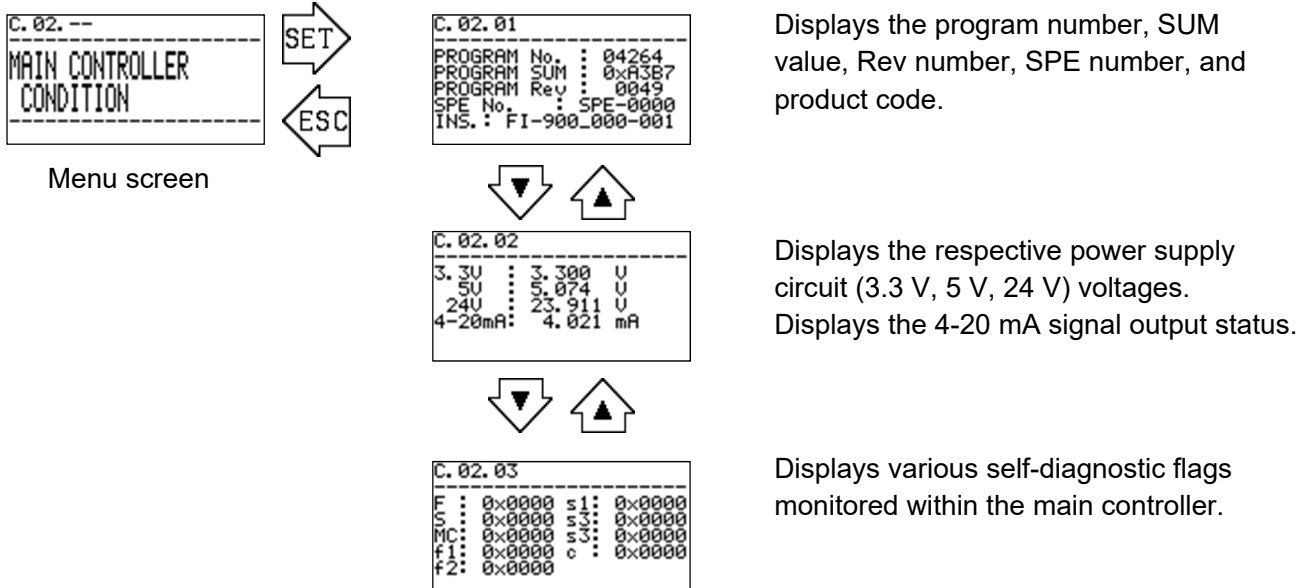 C.02.--
MAIN CONTROLLER
CONDITION
Menu screen
SET
ESC
C.02.01
PROGRAM No. : 04264
PROGRAM SUM : 0xA3B7
PROGRAM Rev : 0049
SPE No. : SPE-0000
INS.: FI-900_000-001
Displays the program number, SUM
value, Rev number, SPE number, and
product code.
▼ ▲
C.02.02
3.3V : 3.300 V
5V : 5.074 V
24V : 23.911 V
4-20mA: 4.021 mA
Displays the respective power supply
circuit (3.3 V, 5 V, 24 V) voltages.
Displays the 4-20 mA signal output status.
▼ ▲
C.02.03
F : 0x0000 s1: 0x0000
S : 0x0000 s3: 0x0000
MC: 0x0000 s3: 0x0000
f1: 0x0000 c : 0x0000
f2: 0x0000
Displays various self-diagnostic flags
monitored within the main controller.